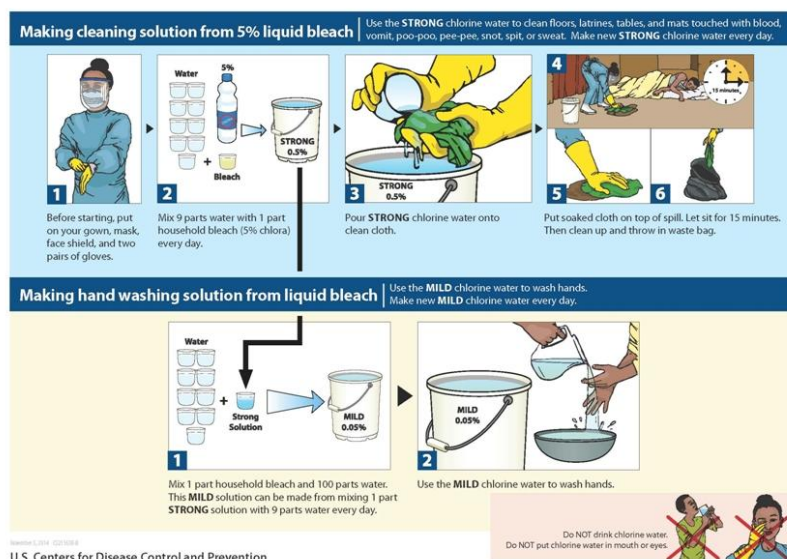 Making cleaning solution from 5% liquid bleach
Use the STRONG chlorine water to clean floors, latrines, tables, and mats touched with blood,
vomit, poo-poo, pee-pee, snot, spit, or sweat. Make new STRONG chlorine water every day.
1
Before starting, put
on your gown, mask,
face shield, and two
pairs of gloves.
Water
5%
+
Bleach
STRONG
0.5%
2
Mix 9 parts water with 1 part
household bleach (5% chlora)
every day.
STRONG
0.5%
3
Pour STRONG chlorine water onto
clean cloth.
4
15 minutes
5
6
Put soaked cloth on top of spill. Let sit for 15 minutes.
Then clean up and throw in waste bag.
Making hand washing solution from liquid bleach
Use the MILD chlorine water to wash hands.
Make new MILD chlorine water every day.
Water
+
Strong
Solution
MILD
0.05%
1
Mix 1 part household bleach and 100 parts water.
This MILD solution can be made from mixing 1 part
STRONG solution with 9 parts water every day.
MILD
0.05%
2
Use the MILD chlorine water to wash hands.
Do NOT drink chlorine water.
Do NOT put chlorine water in mouth or eyes.
U.S. Centers for Disease Control and Prevention